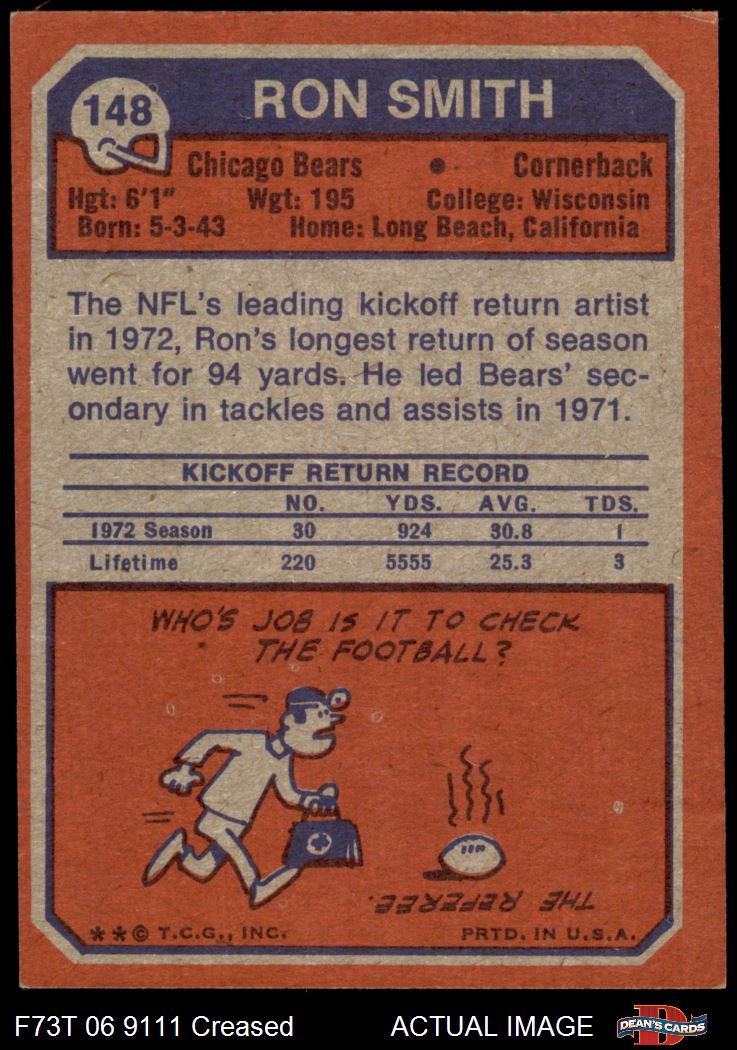 148
RON SMITH
Chicago Bears • Cornerback
Hgt: 6'1" Wgt: 195 College: Wisconsin
Born: 5-3-43 Home: Long Beach, California
The NFL's leading kickoff return artist
in 1972, Ron's longest return of season
went for 94 yards. He led Bears' sec-
ondary in tackles and assists in 1971.
KICKOFF RETURN RECORD
NO. YDS. AVG. TDS.
1972 Season 30 924 30.8 1
Lifetime 220 5555 25.3 3
WHO'S JOB IS IT TO CHECK
THE FOOTBALL?
THE REFEREE.
**© T.C.G., INC. PRTD. IN U.S.A.
F73T 06 9111 Creased ACTUAL IMAGE
DEAN'S CARDS